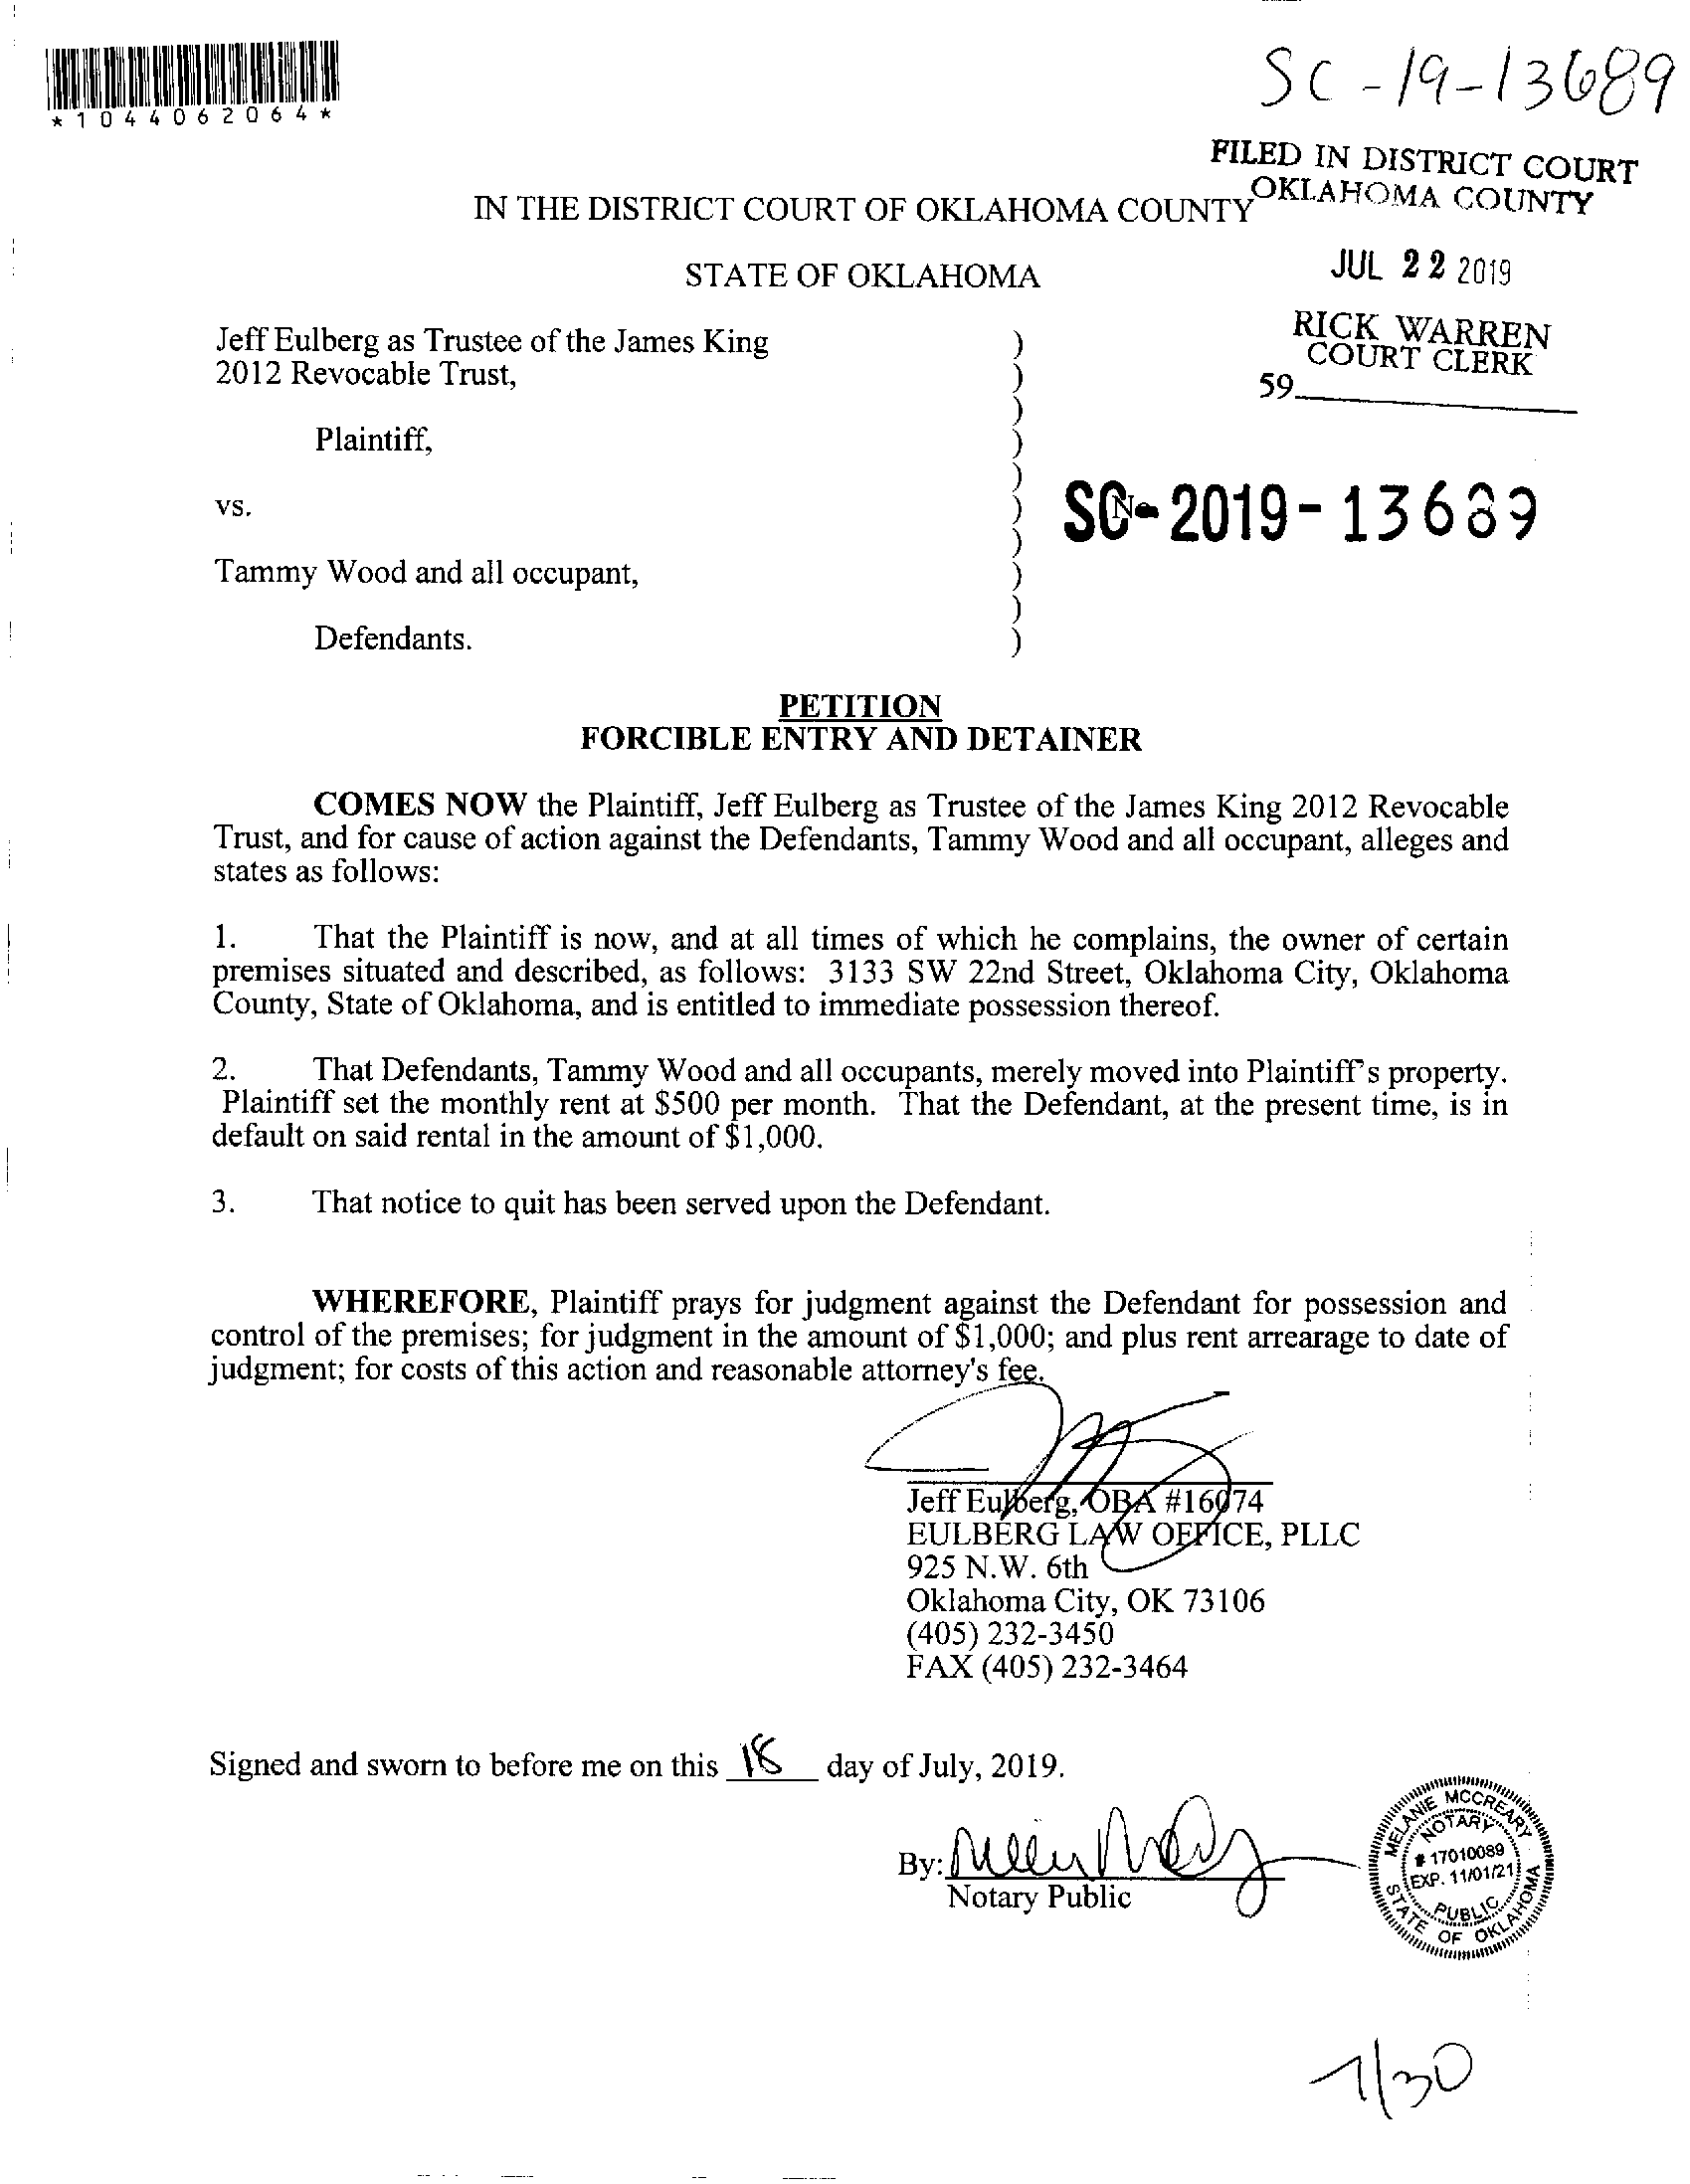 SC-19-13689
*1044062064*
FILED IN DISTRICT COURT
OKLAHOMA COUNTY
IN THE DISTRICT COURT OF OKLAHOMA COUNTY
STATE OF OKLAHOMA
JUL 22 2019
RICK WARREN
COURT CLERK
59
Jeff Eulberg as Trustee of the James King )
2012 Revocable Trust, )
)
Plaintiff, )
)
vs. )
)
Tammy Wood and all occupant, )
)
Defendants. )
SC-2019-13689
PETITION
FORCIBLE ENTRY AND DETAINER
COMES NOW the Plaintiff, Jeff Eulberg as Trustee of the James King 2012 Revocable
Trust, and for cause of action against the Defendants, Tammy Wood and all occupant, alleges and
states as follows:
1. That the Plaintiff is now, and at all times of which he complains, the owner of certain
premises situated and described, as follows: 3133 SW 22nd Street, Oklahoma City, Oklahoma
County, State of Oklahoma, and is entitled to immediate possession thereof.
2. That Defendants, Tammy Wood and all occupants, merely moved into Plaintiff's property.
Plaintiff set the monthly rent at $500 per month. That the Defendant, at the present time, is in
default on said rental in the amount of $1,000.
3. That notice to quit has been served upon the Defendant.
WHEREFORE, Plaintiff prays for judgment against the Defendant for possession and
control of the premises; for judgment in the amount of $1,000; and plus rent arrearage to date of
judgment; for costs of this action and reasonable attorney's fee.
Jeff Eulberg, OBA #16074
EULBERG LAW OFFICE, PLLC
925 N.W. 6th
Oklahoma City, OK 73106
(405) 232-3450
FAX (405) 232-3464
Signed and sworn to before me on this 18 day of July, 2019.
By:
Notary Public
MELANIE MCCREARY
NOTARY
# 17010089
EXP. 11/01/21
PUBLIC
STATE OF OKLAHOMA
7/30